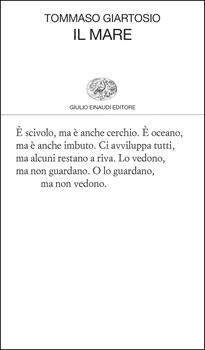 TOMMASO GIARTOSIO
IL MARE
GIULIO EINAUDI EDITORE
È scivolo, ma è anche cerchio. È oceano,
ma è anche imbuto. Ci avviluppa tutti,
ma alcuni restano a riva. Lo vedono,
ma non guardano. O lo guardano,
ma non vedono.